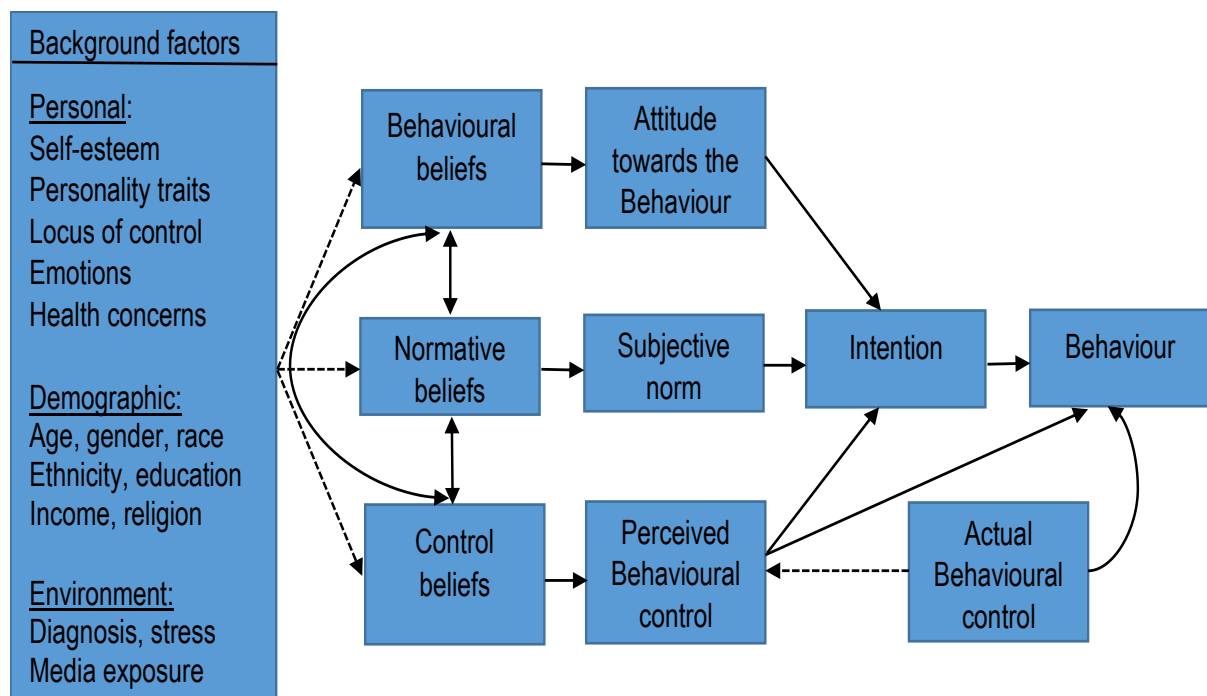 Background factors
Personal:
Self-esteem
Personality traits
Locus of control
Emotions
Health concerns
Demographic:
Age, gender, race
Ethnicity, education
Income, religion
Environment:
Diagnosis, stress
Media exposure
Behavioural
beliefs
Attitude
towards the
Behaviour
Normative
beliefs
Subjective
norm
Intention
Behaviour
Control
beliefs
Perceived
Behavioural
control
Actual
Behavioural
control